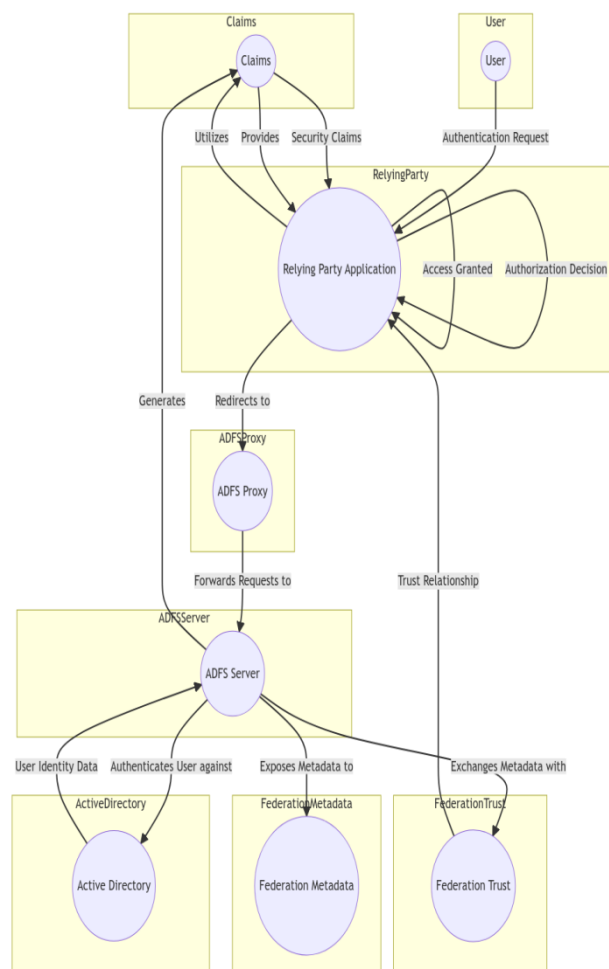 Claims
User
Claims
User
Utilizes
Provides
Security Claims
Authentication Request
RelyingParty
Relying Party Application
Access Granted
Authorization Decision
Generates
Redirects to
ADFSProxy
ADFS Proxy
Forwards Requests to
Trust Relationship
ADFSServer
ADFS Server
User Identity Data
Authenticates User against
Exposes Metadata to
Exchanges Metadata with
ActiveDirectory
FederationMetadata
FederationTrust
Active Directory
Federation Metadata
Federation Trust